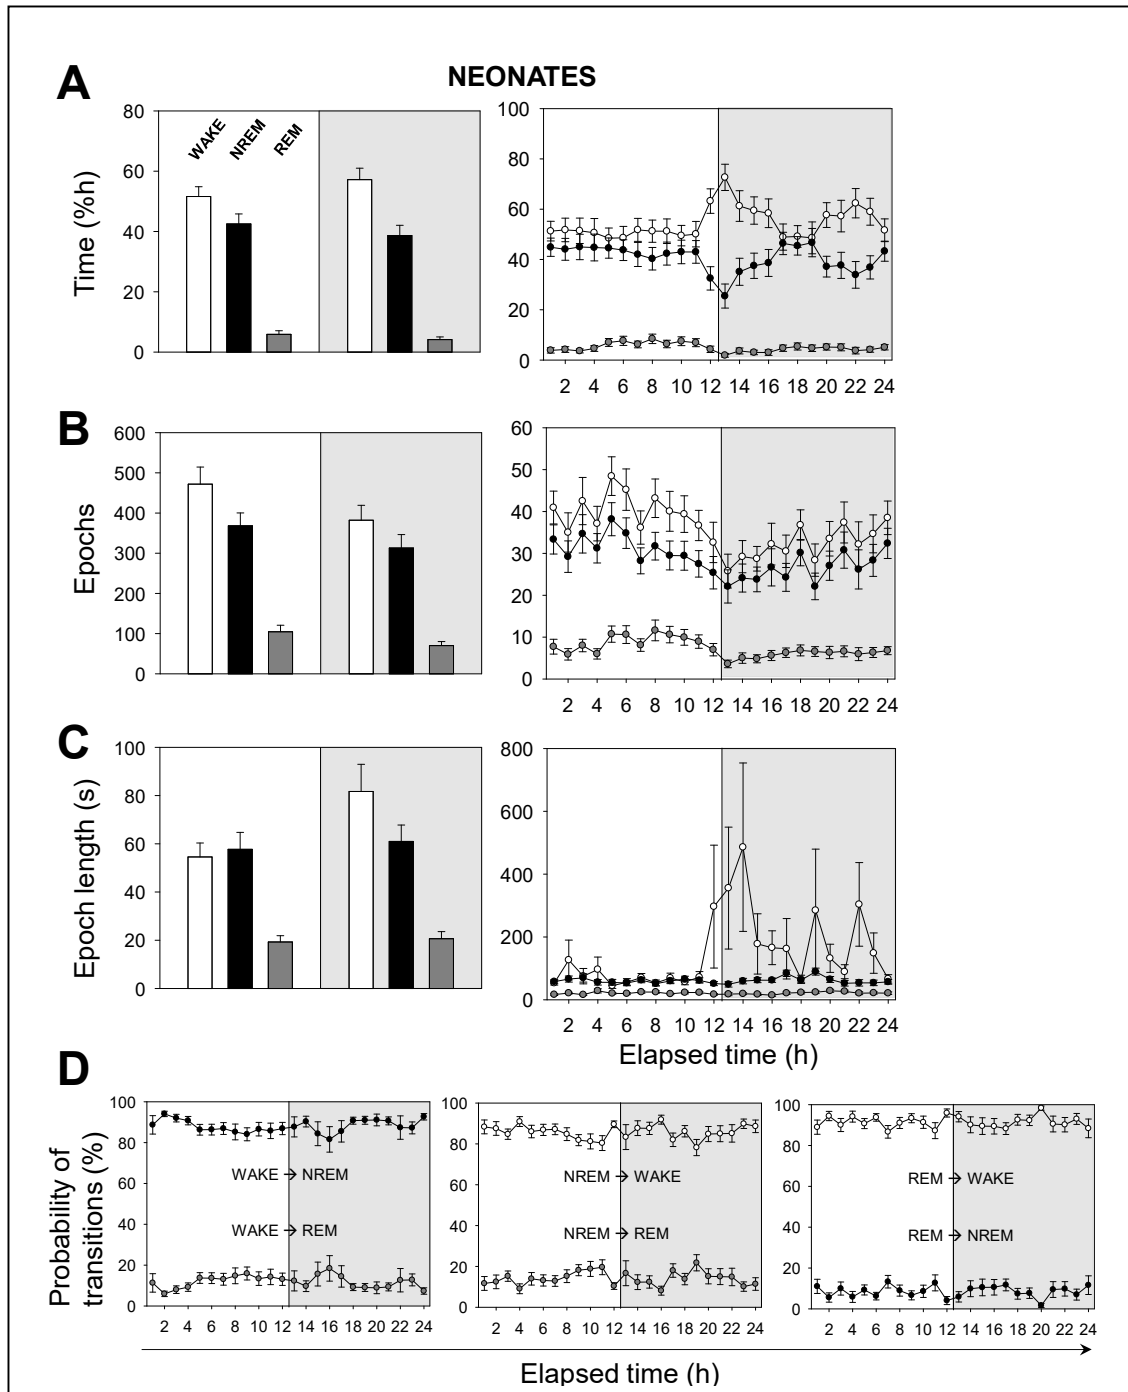 NEONATES
A
Time (%h)
80
60
40
20
0
WAKE NREM REM
100
80
60
40
20
0
2 4 6 8 10 12 14 16 18 20 22 24
B
Epochs
600
500
400
300
200
100
0
60
50
40
30
20
10
0
2 4 6 8 10 12 14 16 18 20 22 24
C
Epoch length (s)
100
80
60
40
20
0
800
600
400
200
0
2 4 6 8 10 12 14 16 18 20 22 24
Elapsed time (h)
D
Probability of
transitions (%)
100
80
60
40
20
0
WAKE → NREM
WAKE → REM
2 4 6 8 10 12 14 16 18 20 22 24
100
80
60
40
20
0
NREM → WAKE
NREM → REM
2 4 6 8 10 12 14 16 18 20 22 24
100
80
60
40
20
0
REM → WAKE
REM → NREM
2 4 6 8 10 12 14 16 18 20 22 24
Elapsed time (h)